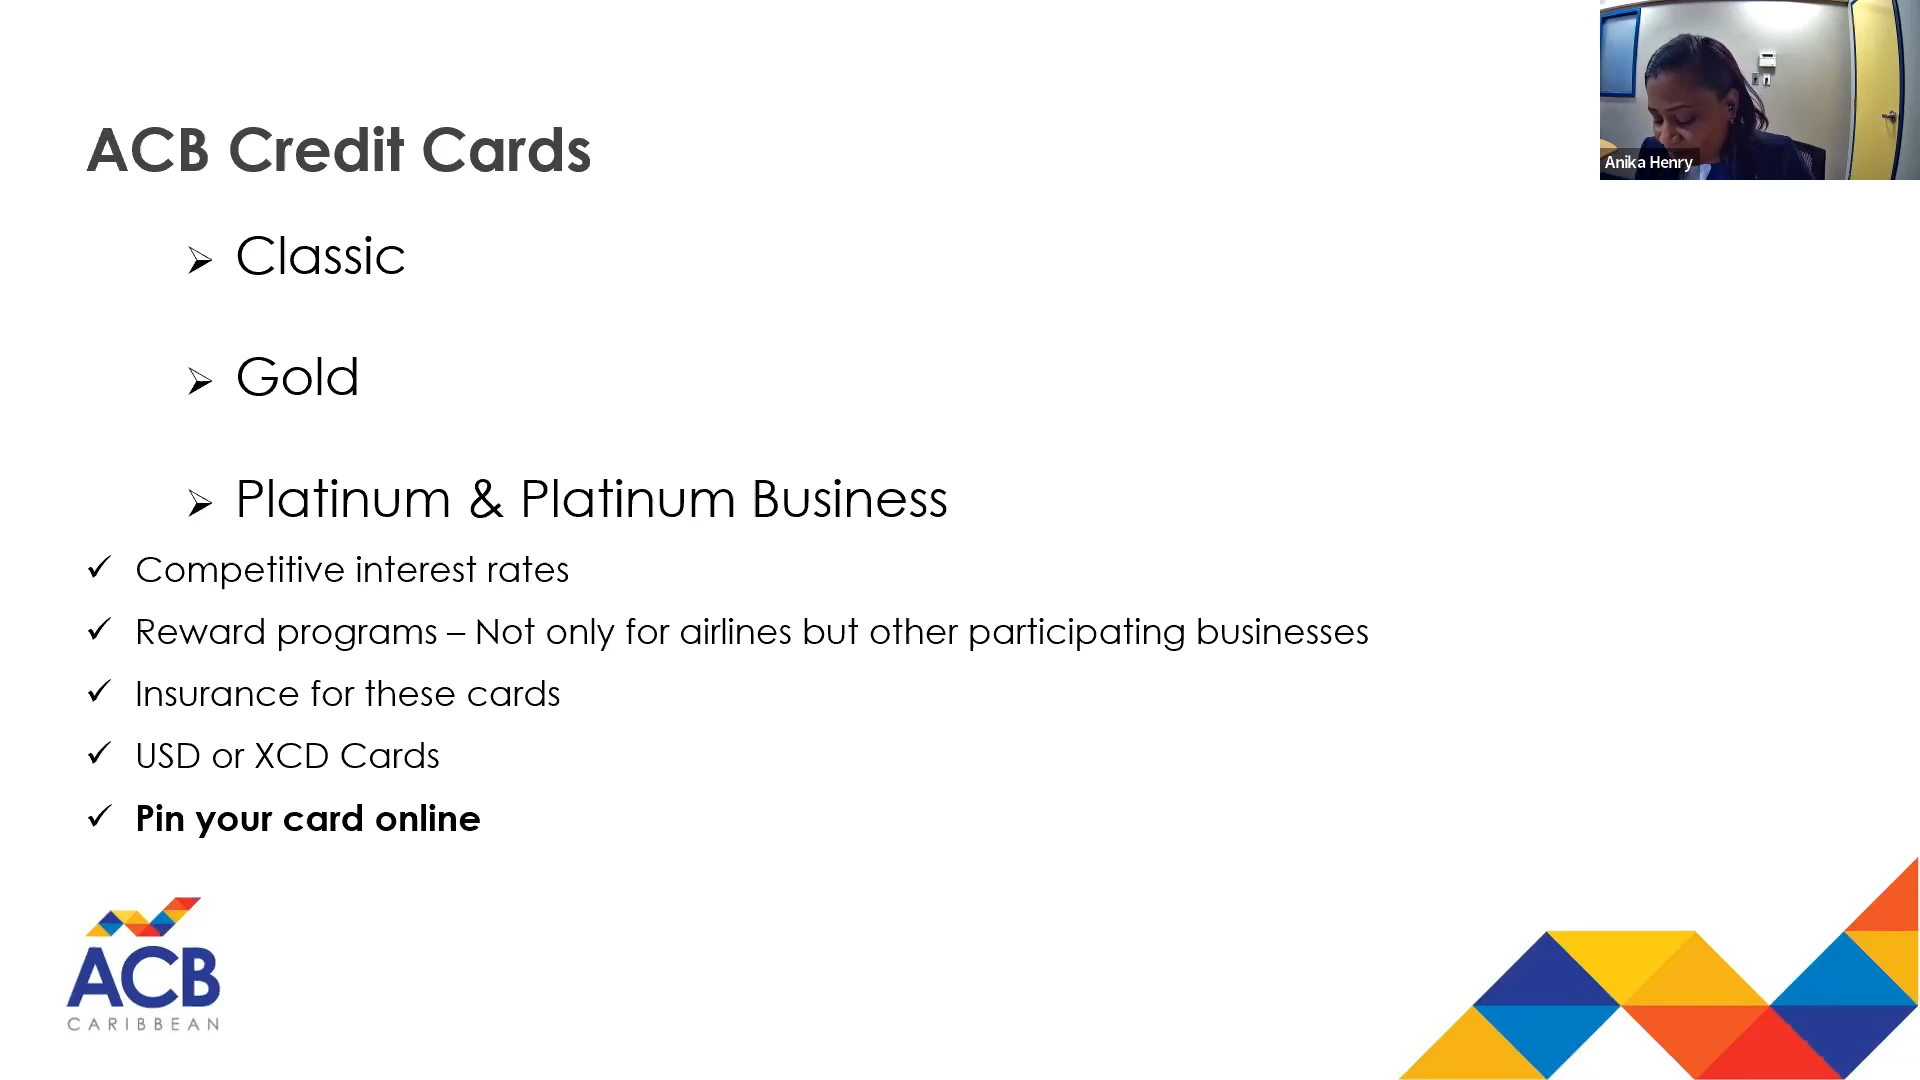 ACB Credit Cards
Classic
Gold
Platinum & Platinum Business
Competitive interest rates
Reward programs – Not only for airlines but other participating businesses
Insurance for these cards
USD or XCD Cards
Pin your card online
ACB
CARIBBEAN
Anika Henry